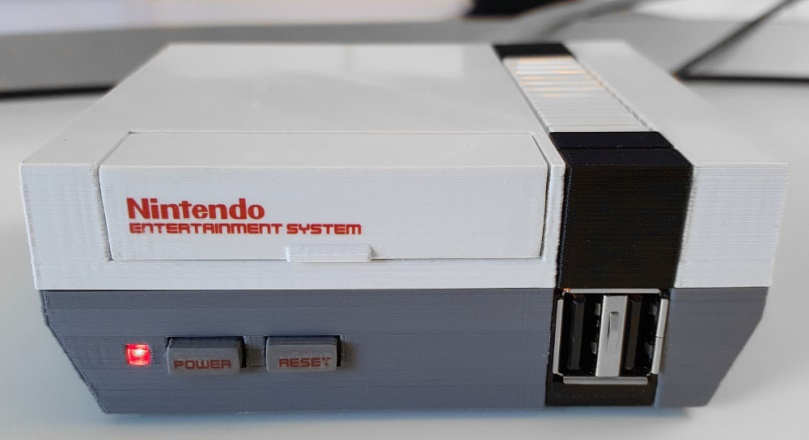 Nintendo
ENTERTAINMENT SYSTEM
POWER RESET